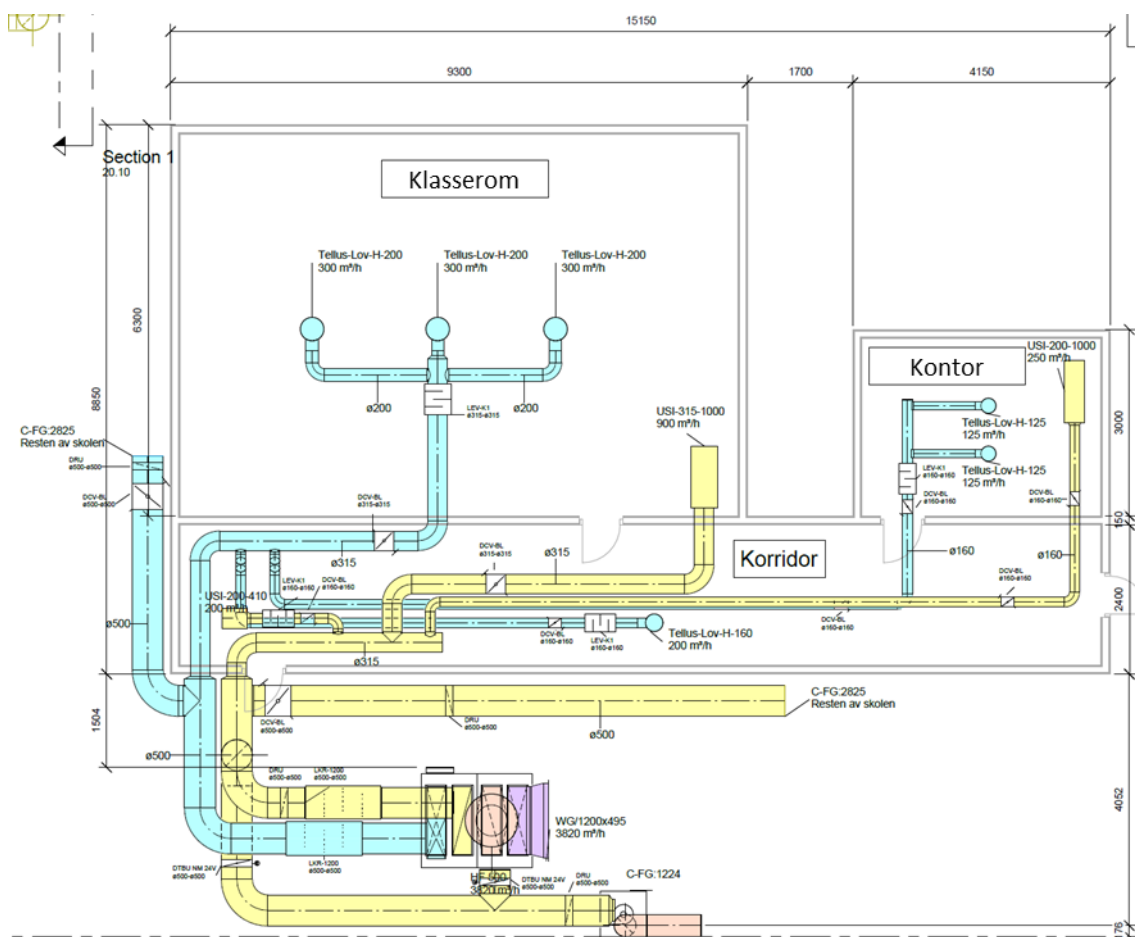 15150
9300
1700
4150
Section 1
20.10
Klasserom
Tellus-Lov-H-200
300 m³/h
Tellus-Lov-H-200
300 m³/h
Tellus-Lov-H-200
300 m³/h
6300
8850
ø200
ø200
LEV-K1
ø315-ø315
USI-315-1000
900 m³/h
Kontor
USI-200-1000
250 m³/h
Tellus-Lov-H-125
125 m³/h
Tellus-Lov-H-125
125 m³/h
LEV-K1
ø160-ø160
DCV-BL
ø160-ø160
DCV-BL
ø160-ø160
3000
150
C-FG:2825
Resten av skolen
DRU
ø500-ø500
DCV-BL
ø500-ø500
DCV-BL
ø315-ø315
ø315
DCV-BL
ø315-ø315
ø315
Korridor
ø160
ø160
DCV-BL
ø160-ø160
2400
USI-200-410
200 m³/h
LEV-K1
ø160-ø160
DCV-BL
ø160-ø160
ø500
DCV-BL
ø160-ø160
LEV-K1
ø160-ø160
Tellus-Lov-H-160
200 m³/h
DCV-BL
ø160-ø160
ø315
1504
DCV-BL
ø500-ø500
DRU
ø500-ø500
ø500
C-FG:2825
Resten av skolen
ø500
DRU
ø500-ø500
LKR-1200
ø500-ø500
4052
WG/1200x495
3820 m³/h
LKR-1200
ø500-ø500
DTBU NM 24V
ø500-ø500
DTBU NM 24V
ø500-ø500
DRU
ø500-ø500
C-FG:1224